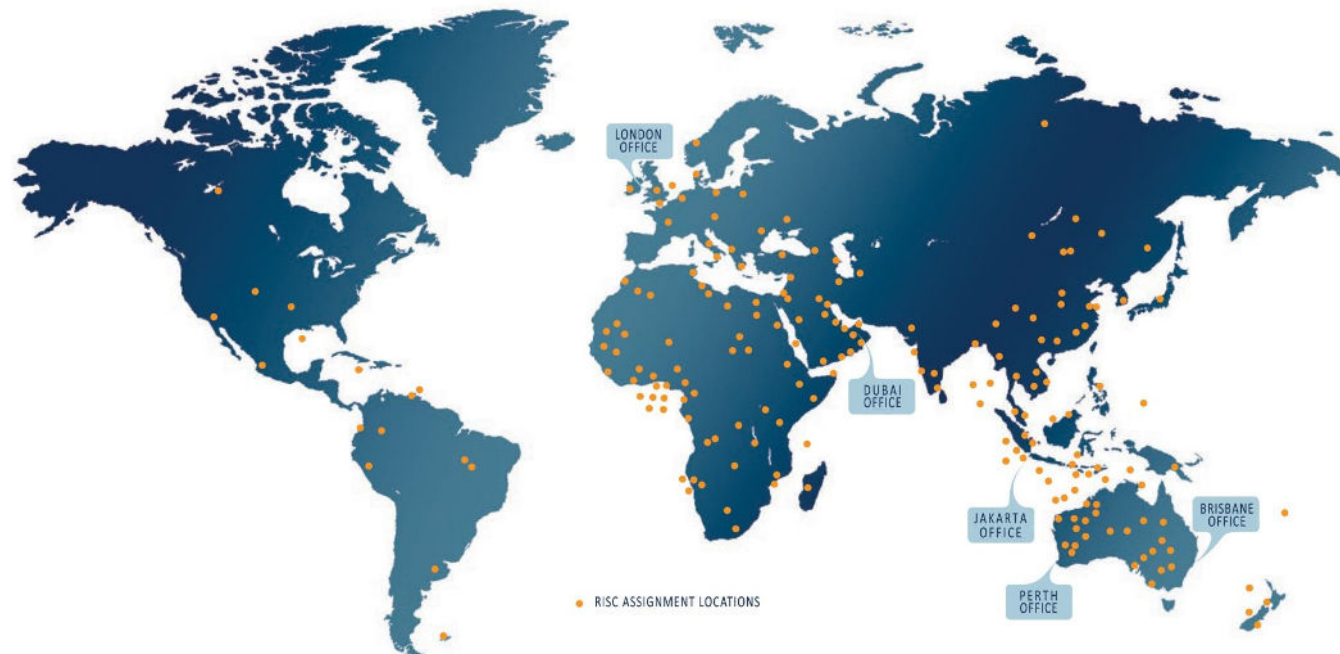 LONDON
OFFICE
DUBAI
OFFICE
JAKARTA
OFFICE
BRISBANE
OFFICE
PERTH
OFFICE
RISC ASSIGNMENT LOCATIONS